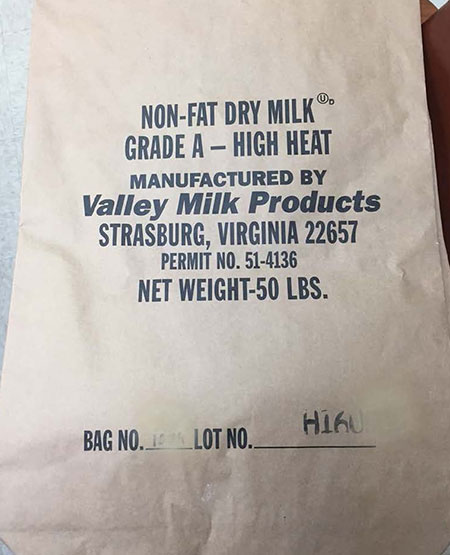 NON-FAT DRY MILK Ⓤ D
GRADE A – HIGH HEAT
MANUFACTURED BY
Valley Milk Products
STRASBURG, VIRGINIA 22657
PERMIT NO. 51-4136
NET WEIGHT-50 LBS.
BAG NO. LOT NO.